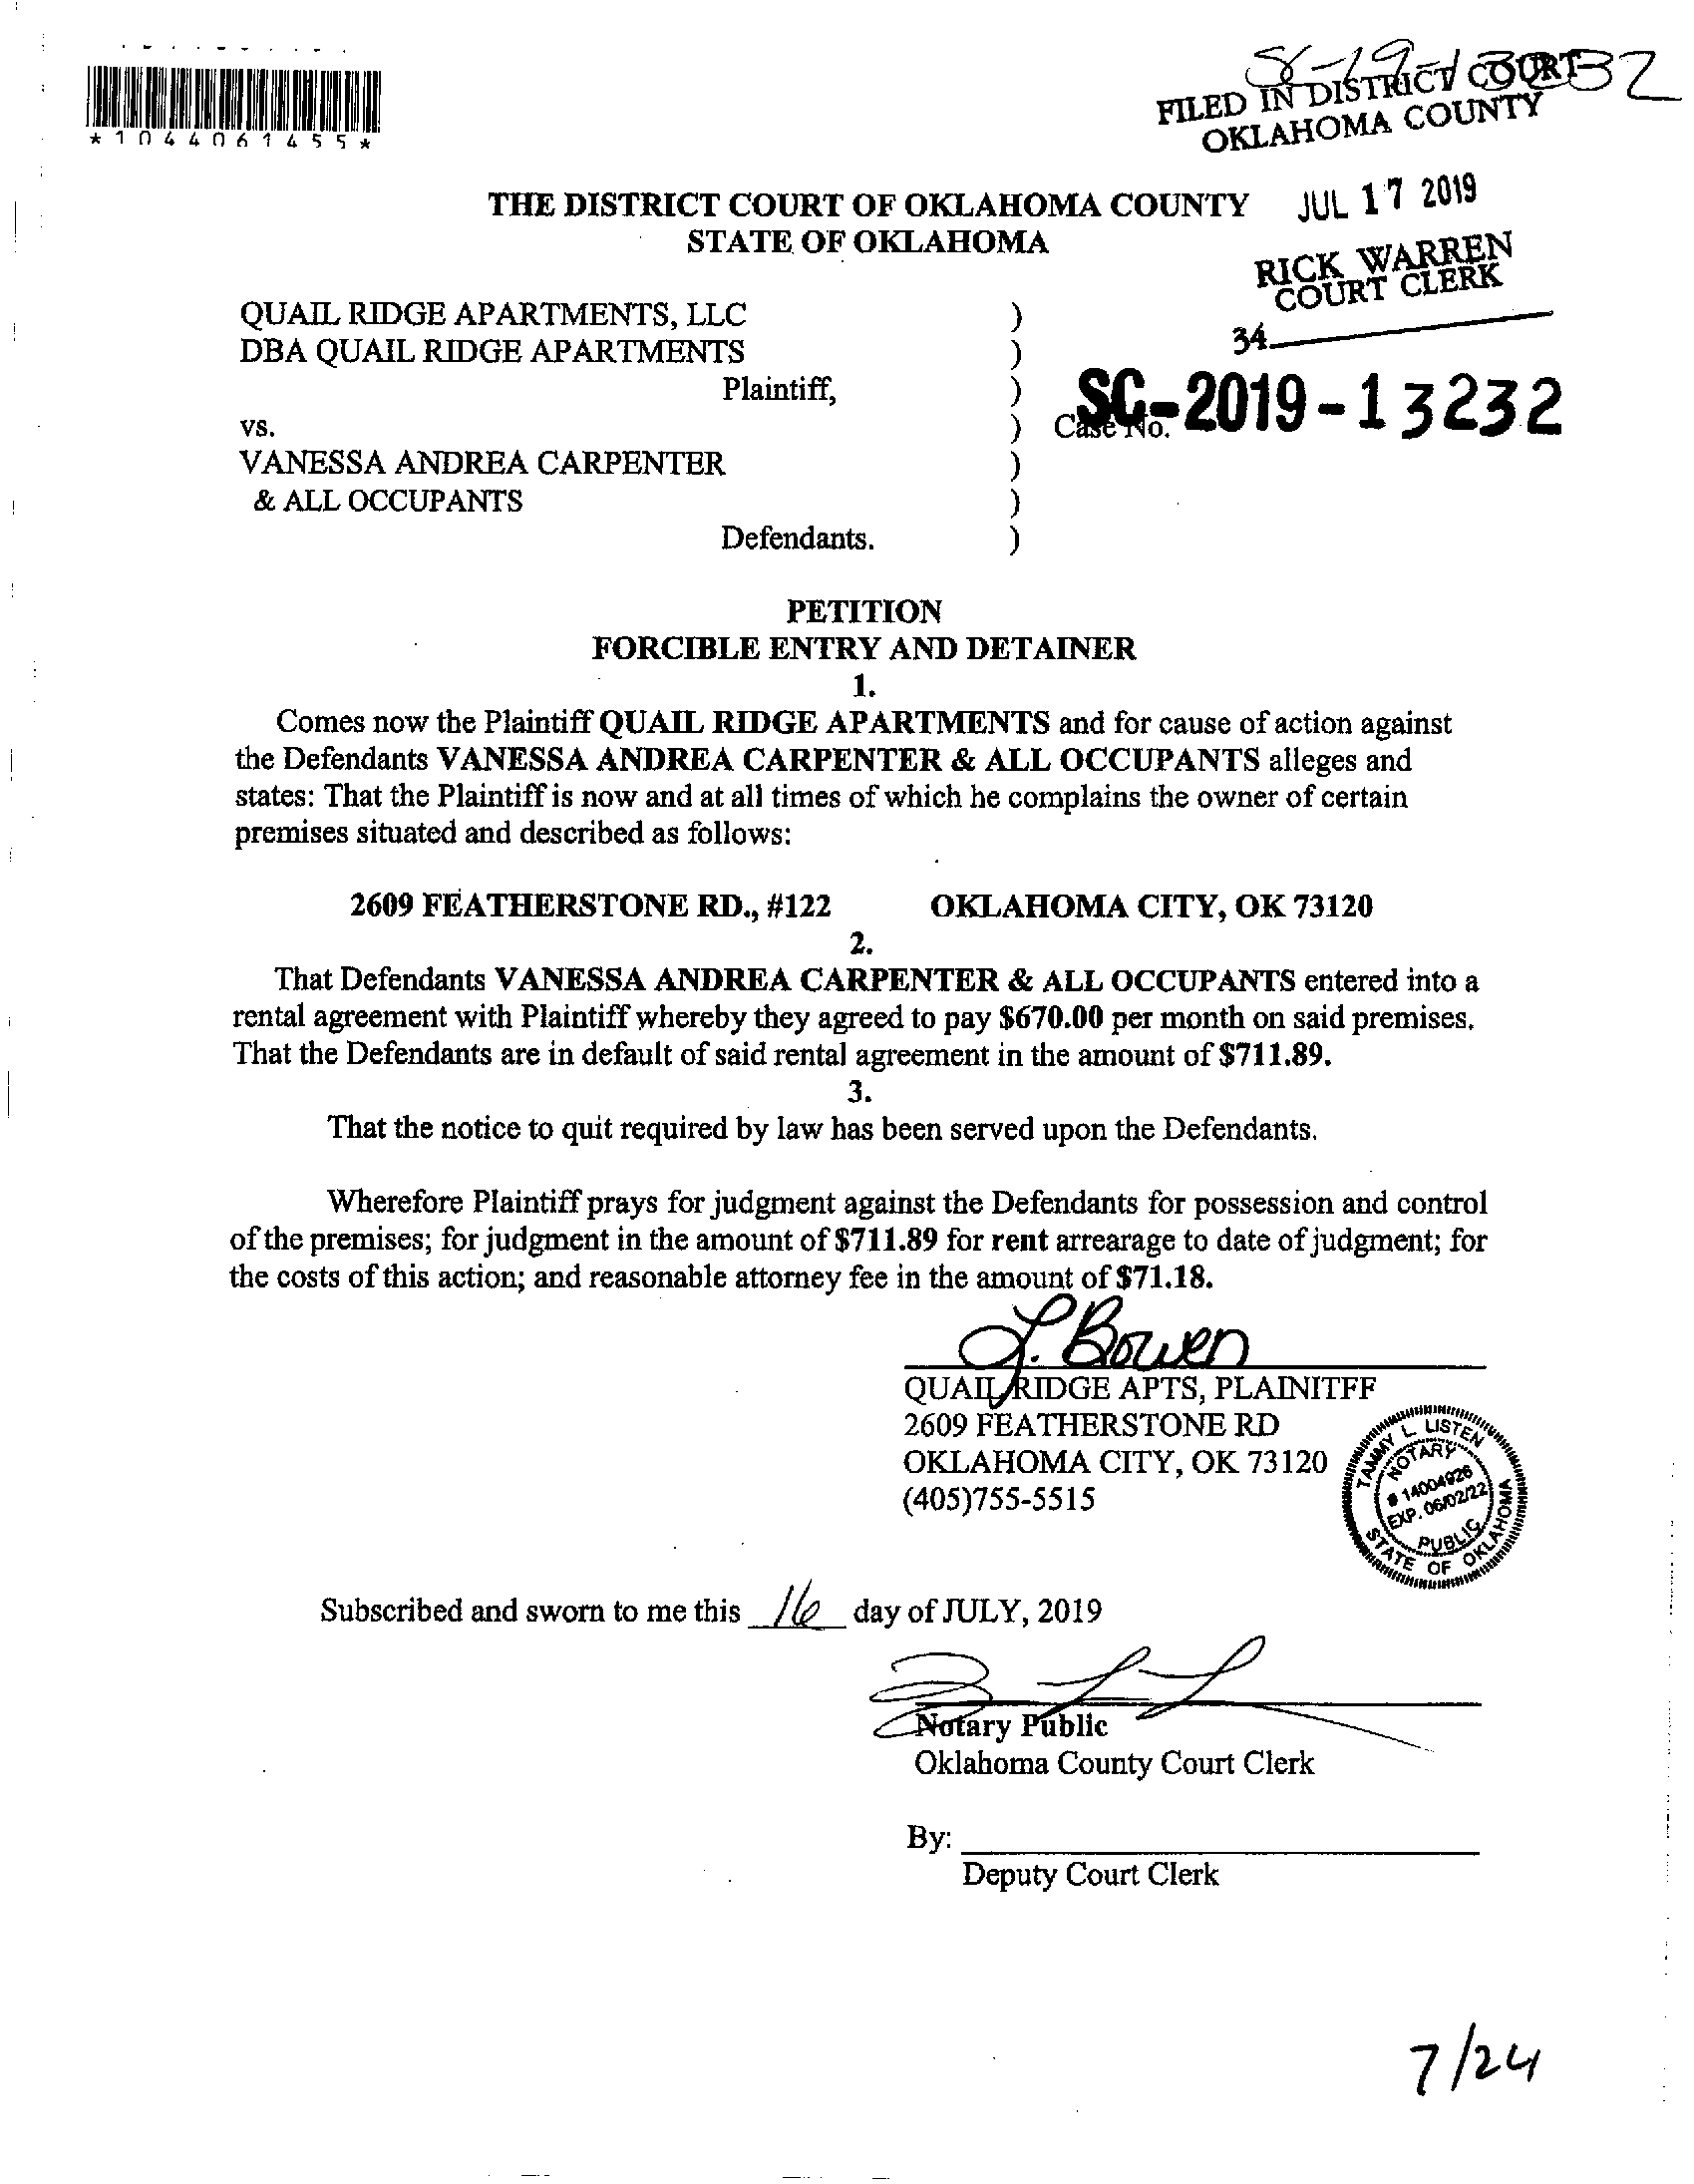 S-19-13232
FILED IN DISTRICT COURT
OKLAHOMA COUNTY
*1044061455*
JUL 17 2019
THE DISTRICT COURT OF OKLAHOMA COUNTY
STATE OF OKLAHOMA
RICK WARREN
COURT CLERK
34
QUAIL RIDGE APARTMENTS, LLC )
DBA QUAIL RIDGE APARTMENTS )
Plaintiff, )
vs. ) Case No. SC-2019-13232
VANESSA ANDREA CARPENTER )
& ALL OCCUPANTS )
Defendants. )
PETITION
FORCIBLE ENTRY AND DETAINER
1.
Comes now the Plaintiff QUAIL RIDGE APARTMENTS and for cause of action against
the Defendants VANESSA ANDREA CARPENTER & ALL OCCUPANTS alleges and
states: That the Plaintiff is now and at all times of which he complains the owner of certain
premises situated and described as follows:
2609 FEATHERSTONE RD., #122 OKLAHOMA CITY, OK 73120
2.
That Defendants VANESSA ANDREA CARPENTER & ALL OCCUPANTS entered into a
rental agreement with Plaintiff whereby they agreed to pay $670.00 per month on said premises.
That the Defendants are in default of said rental agreement in the amount of $711.89.
3.
That the notice to quit required by law has been served upon the Defendants.
Wherefore Plaintiff prays for judgment against the Defendants for possession and control
of the premises; for judgment in the amount of $711.89 for rent arrearage to date of judgment; for
the costs of this action; and reasonable attorney fee in the amount of $71.18.
L. Bowen
QUAIL RIDGE APTS, PLAINITFF
2609 FEATHERSTONE RD
OKLAHOMA CITY, OK 73120
(405)755-5515
TAMMY L. LISTEN
NOTARY
# 14004926
EXP. 06/02/22
PUBLIC
STATE OF OKLAHOMA
Subscribed and sworn to me this 16 day of JULY, 2019
Notary Public
Oklahoma County Court Clerk
By:
Deputy Court Clerk
7/24